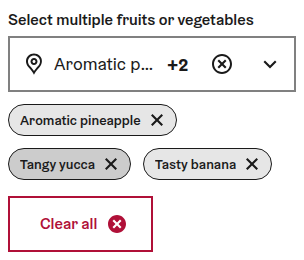 Select multiple fruits or vegetables
Aromatic p... +2
Aromatic pineapple
Tangy yucca Tasty banana
Clear all